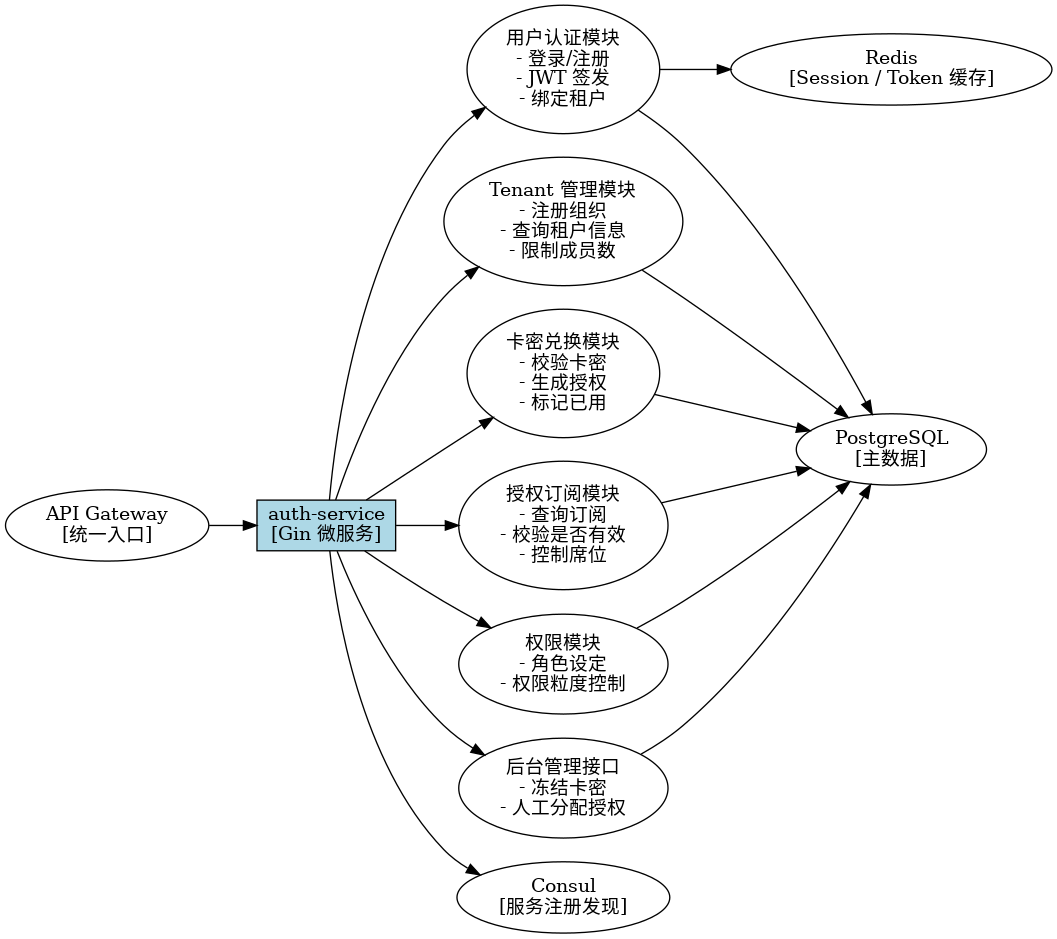 用户认证模块
- 登录/注册
- JWT 签发
- 绑定租户
Redis
[Session / Token 缓存]
Tenant 管理模块
- 注册组织
- 查询租户信息
- 限制成员数
卡密兑换模块
- 校验卡密
- 生成授权
- 标记已用
PostgreSQL
[主数据]
API Gateway
[统一入口]
auth-service
[Gin 微服务]
授权订阅模块
- 查询订阅
- 校验是否有效
- 控制席位
权限模块
- 角色设定
- 权限粒度控制
后台管理接口
- 冻结卡密
- 人工分配授权
Consul
[服务注册发现]